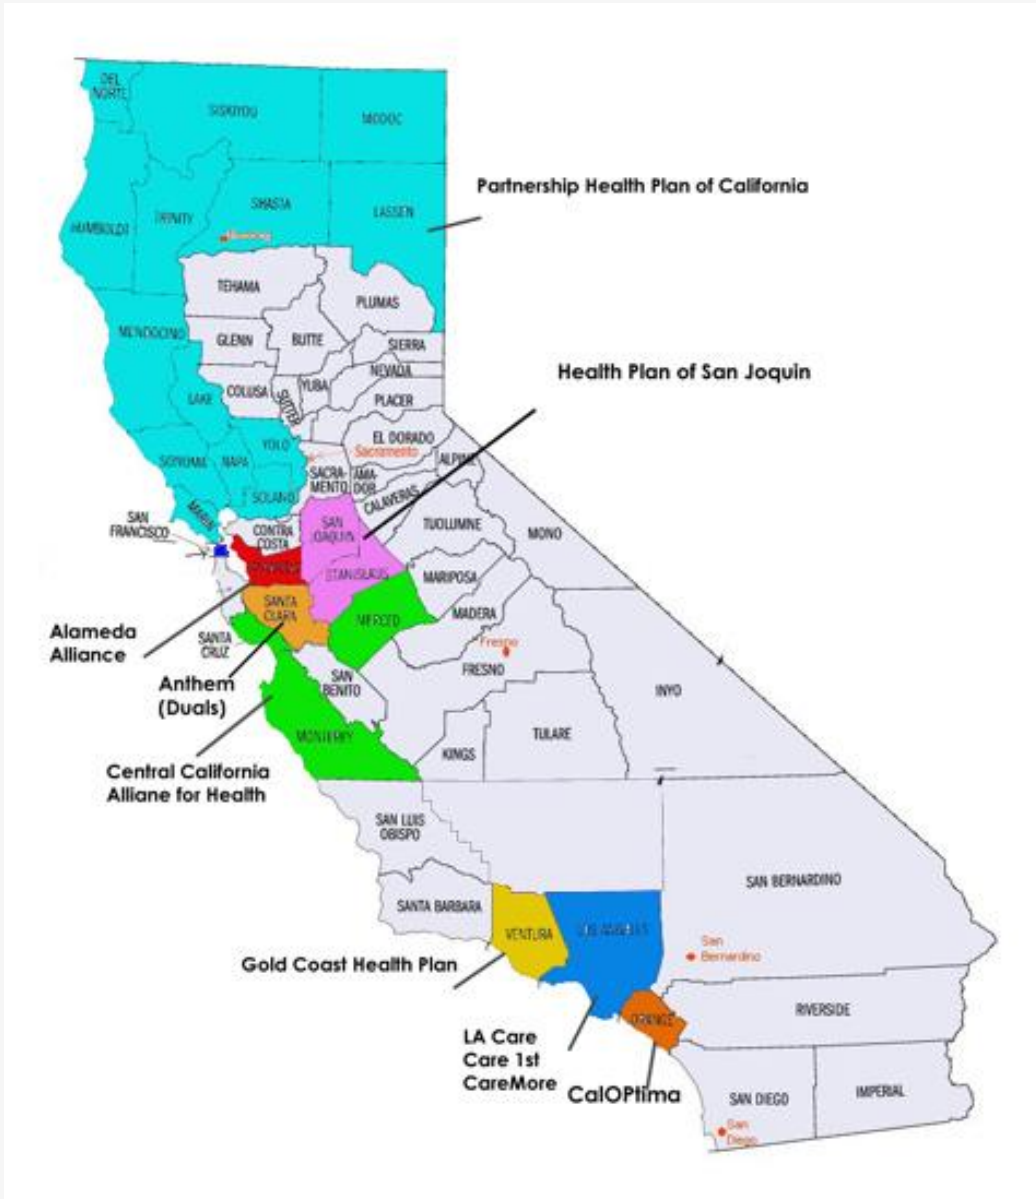 DEL
NORTE
SISKIYOU
MODOC
Partnership Health Plan of California
HUMBOLDT
TRINITY
SHASTA
LASSEN
TEHAMA
PLUMAS
MENDOCINO
GLENN
BUTTE
SIERRA
NEVADA
Health Plan of San Joquin
LAKE
COLUSA
SUTTER
YUBA
PLACER
EL DORADO
YOLO
Sacramento
ALPINE
SONOMA
NAPA
SACRA-
MENTO
AMA-
DOR
SOLANO
CALAVERAS
MARIN
SAN
FRANCISCO
CONTRA
COSTA
SAN
JOAQUIN
TUOLUMNE
MONO
STANISLAUS
MARIPOSA
SANTA
CLARA
MERCED
MADERA
Alameda
Alliance
SANTA
CRUZ
Fresno
FRESNO
Anthem
(Duals)
SAN
BENITO
INYO
MONTEREY
KINGS
TULARE
Central California
Alliane for Health
SAN LUIS
OBISPO
SAN BERNARDINO
SANTA BARBARA
VENTURA
LOS ANGELES
San
Bernardino
Gold Coast Health Plan
ORANGE
RIVERSIDE
LA Care
Care 1st
CareMore
CalOPtima
SAN DIEGO
IMPERIAL
San
Diego